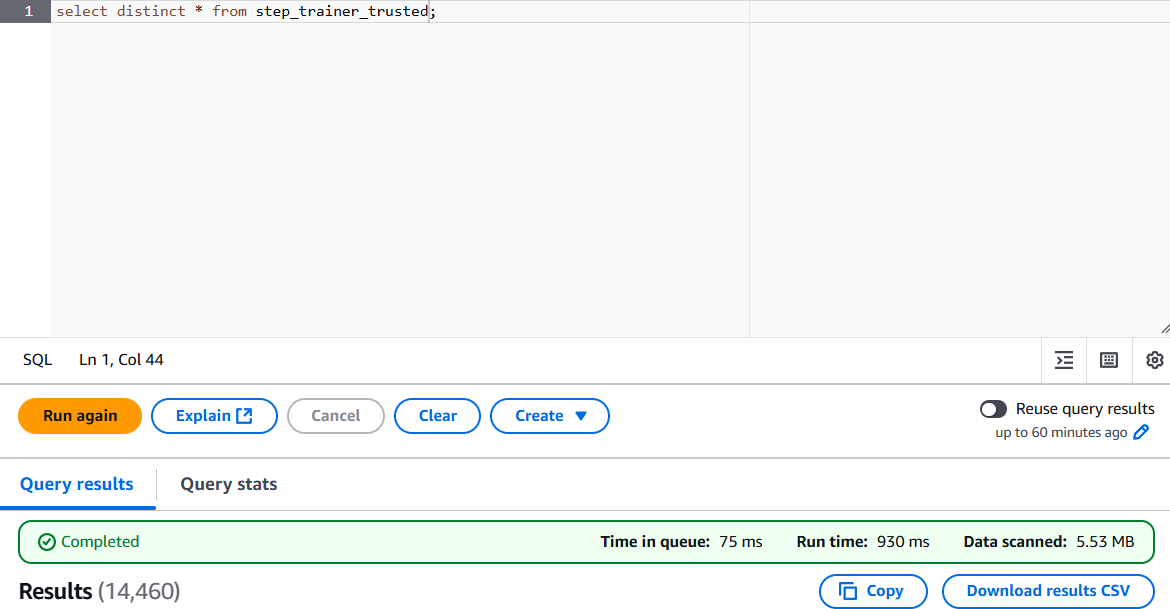 1 select distinct * from step_trainer_trusted;
SQL Ln 1, Col 44
Run again Explain Cancel Clear Create Reuse query results
up to 60 minutes ago
Query results Query stats
Completed Time in queue: 75 ms Run time: 930 ms Data scanned: 5.53 MB
Results (14,460) Copy Download results CSV